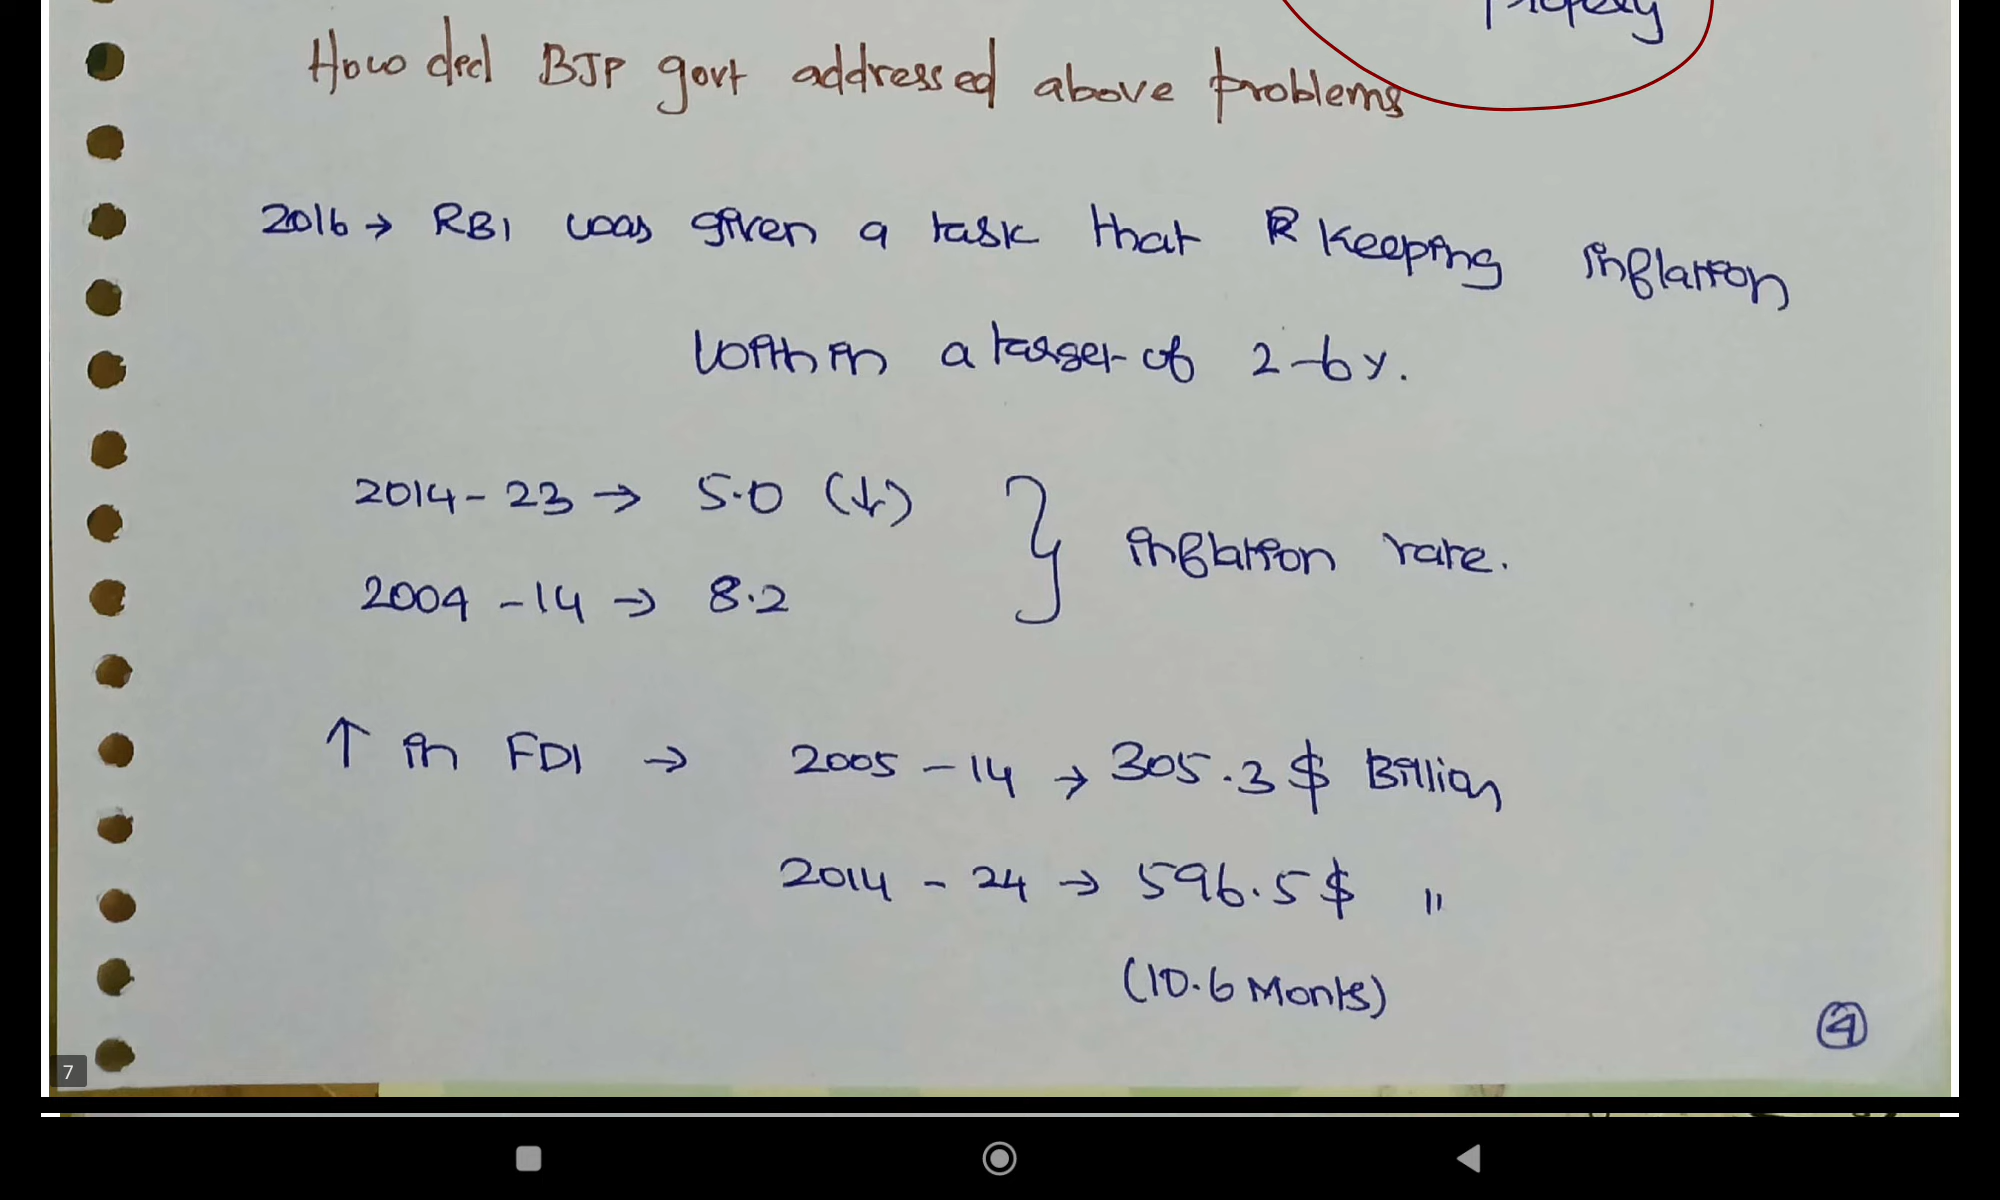 How did BJP govt addressed above problems
2016 → RBI was given a task that R keeping inflation
within a target of 2-6%.
2014-23 → 5.0 (↓)
2004-14 → 8.2
} inflation rate.
↑ in FDI → 2005-14 → 305.3 $ Billion
2014-24 → 596.5 $ "
(10.6 Monts)
4
7